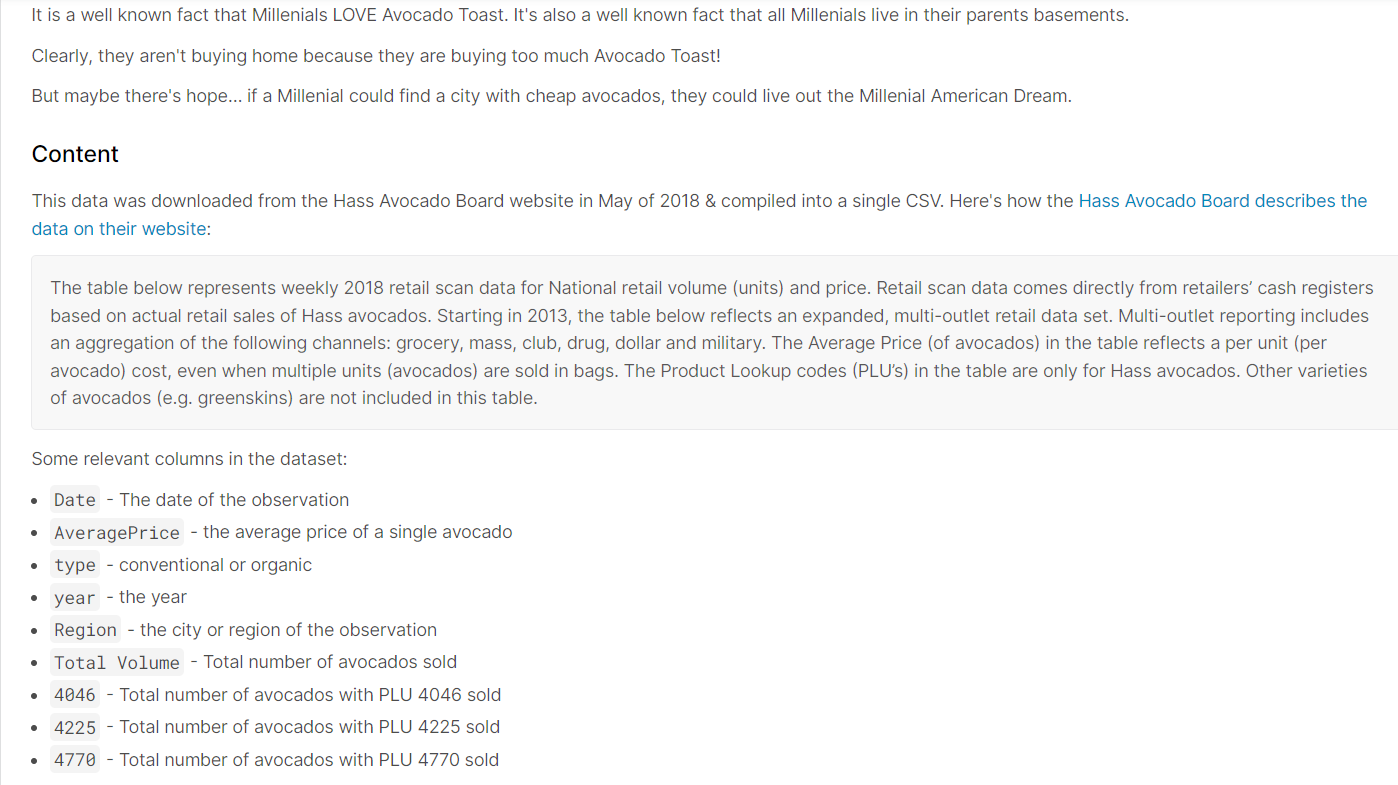 It is a well known fact that Millenials LOVE Avocado Toast. It's also a well known fact that all Millenials live in their parents basements.
Clearly, they aren't buying home because they are buying too much Avocado Toast!
But maybe there's hope… if a Millenial could find a city with cheap avocados, they could live out the Millenial American Dream.
Content
This data was downloaded from the Hass Avocado Board website in May of 2018 & compiled into a single CSV. Here's how the Hass Avocado Board describes the
data on their website:
The table below represents weekly 2018 retail scan data for National retail volume (units) and price. Retail scan data comes directly from retailers’ cash registers
based on actual retail sales of Hass avocados. Starting in 2013, the table below reflects an expanded, multi-outlet retail data set. Multi-outlet reporting includes
an aggregation of the following channels: grocery, mass, club, drug, dollar and military. The Average Price (of avocados) in the table reflects a per unit (per
avocado) cost, even when multiple units (avocados) are sold in bags. The Product Lookup codes (PLU’s) in the table are only for Hass avocados. Other varieties
of avocados (e.g. greenskins) are not included in this table.
Some relevant columns in the dataset:
• Date - The date of the observation
• AveragePrice - the average price of a single avocado
• type - conventional or organic
• year - the year
• Region - the city or region of the observation
• Total Volume - Total number of avocados sold
• 4046 - Total number of avocados with PLU 4046 sold
• 4225 - Total number of avocados with PLU 4225 sold
• 4770 - Total number of avocados with PLU 4770 sold